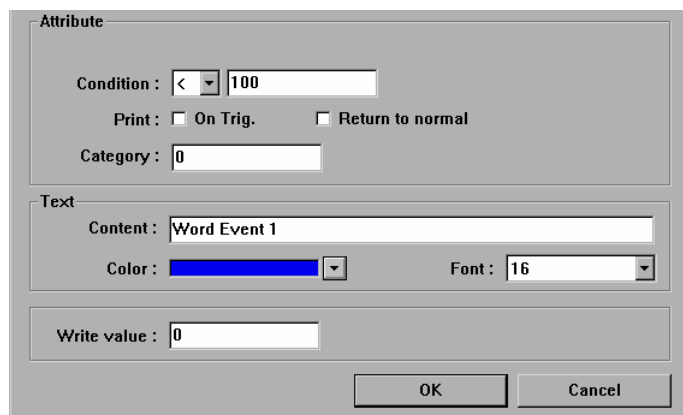 Attribute
Condition : < 100
Print : On Trig. Return to normal
Category : 0
Text
Content : Word Event 1
Color : Font : 16
Write value : 0
OK Cancel